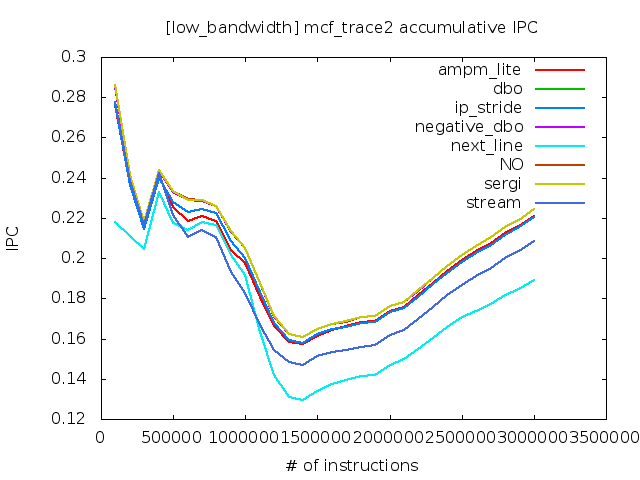 [low_bandwidth] mcf_trace2 accumulative IPC
0.3
0.28
0.26
0.24
0.22
0.2
0.18
0.16
0.14
0.12
IPC
ampm_lite
dbo
ip_stride
negative_dbo
next_line
NO
sergi
stream
0 500000 1000000 1500000 2000000 2500000 3000000 3500000
# of instructions